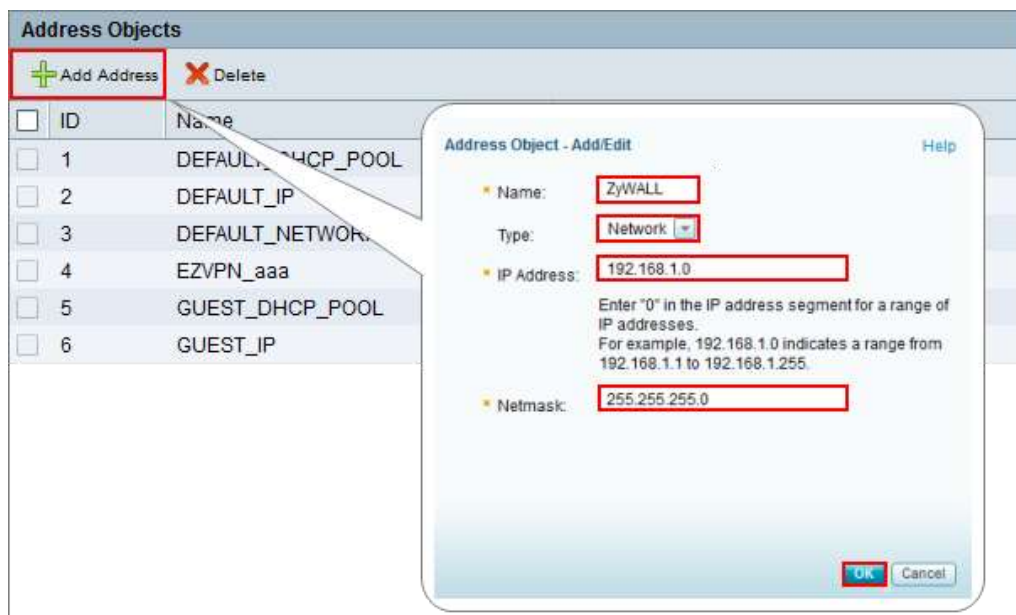 Address Objects
Add Address Delete
ID Name
1 DEFAULT_DHCP_POOL
2 DEFAULT_IP
3
4 EZVPN_aaa
5 GUEST_DHCP_POOL
6 GUEST_IP
Address Object - Add/Edit Help
* Name: ZyWALL
Type: Network
* IP Address: 192.168.1.0
Enter "0" in the IP address segment for a range of
IP addresses.
For example, 192.168.1.0 indicates a range from
192.168.1.1 to 192.168.1.255.
* Netmask: 255.255.255.0
OK Cancel